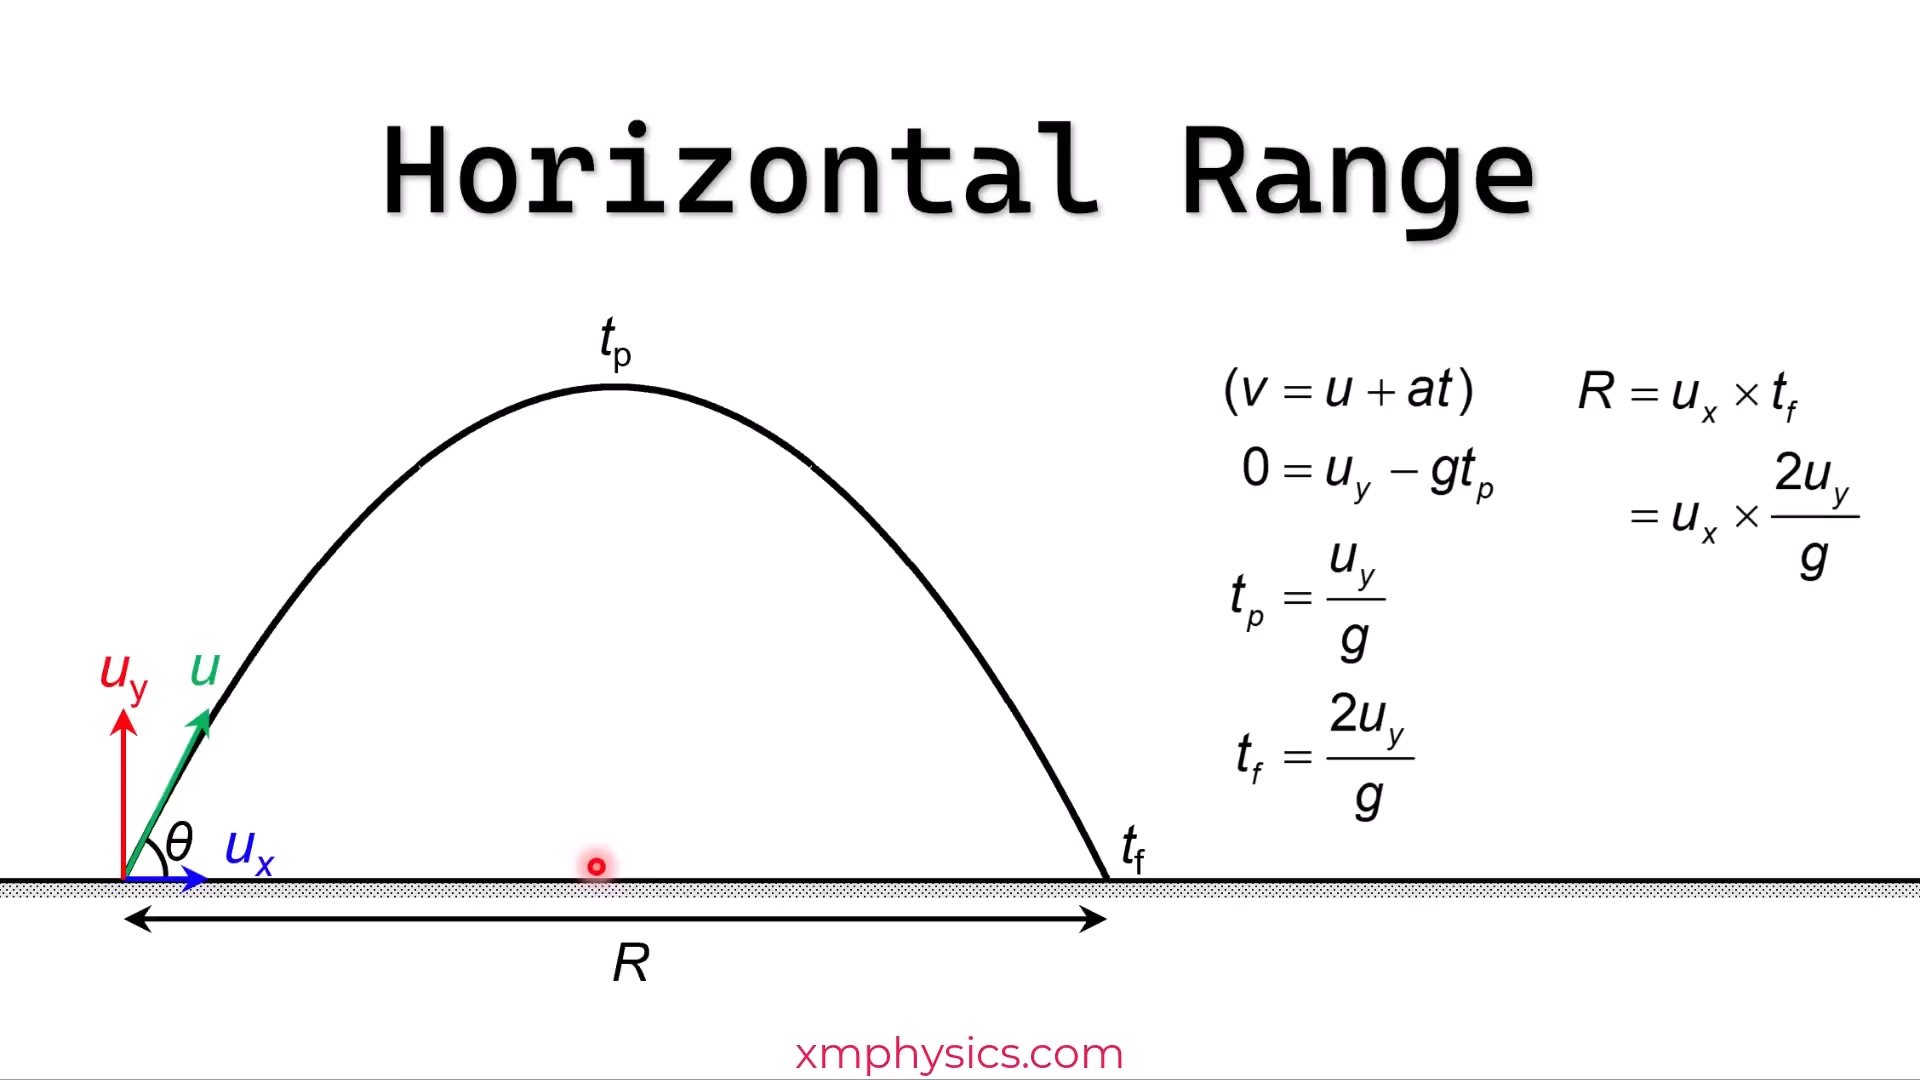 Horizontal Range
tₚ
(v = u + at)
0 = u_y − gt_p
t_p = u_y / g
t_f = 2u_y / g
R = u_x × t_f
= u_x × 2u_y / g
u_y
u
θ
u_x
t_f
R
xmphysics.com